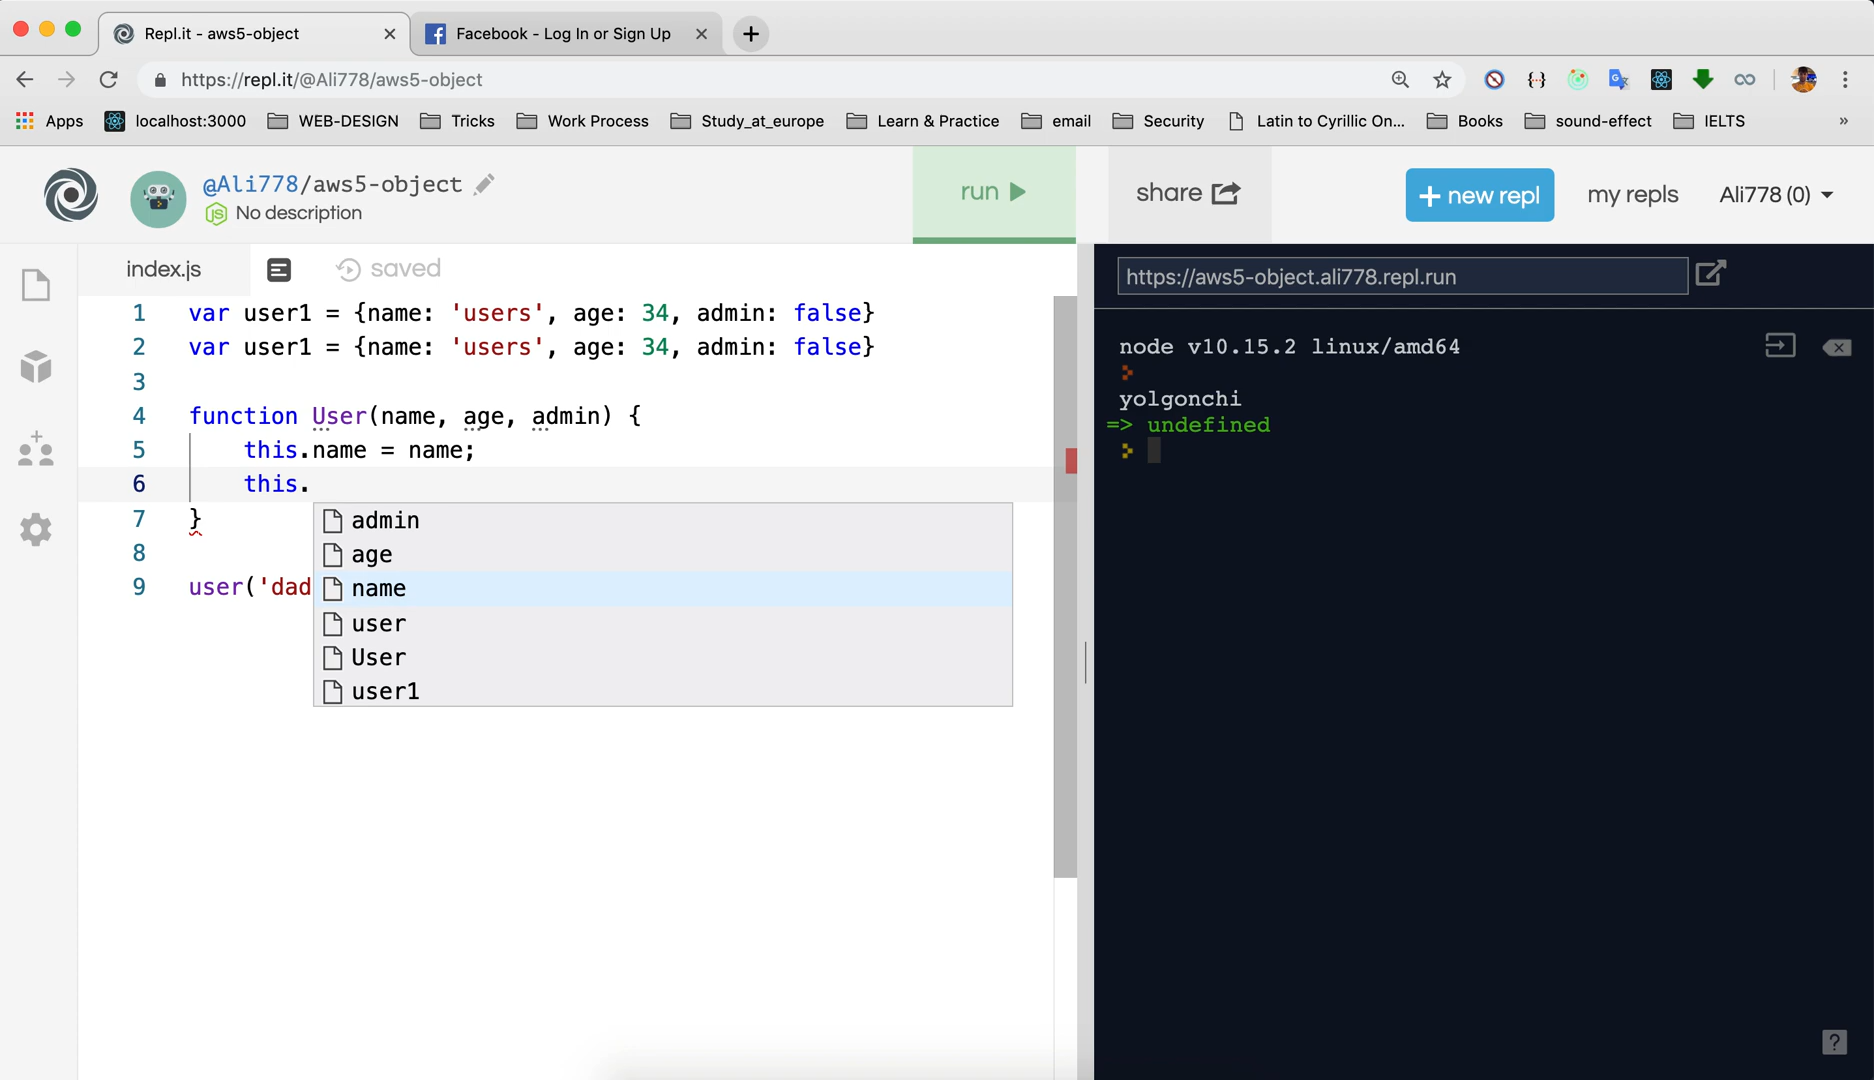 Repl.it - aws5-object
Facebook - Log In or Sign Up
https://repl.it/@Ali778/aws5-object
Apps
localhost:3000
WEB-DESIGN
Tricks
Work Process
Study_at_europe
Learn & Practice
email
Security
Latin to Cyrillic On...
Books
sound-effect
IELTS
»
@Ali778/aws5-object
No description
run
share
+ new repl
my repls
Ali778 (0)
index.js
saved
1 var user1 = {name: 'users', age: 34, admin: false}
2 var user1 = {name: 'users', age: 34, admin: false}
3
4 function User(name, age, admin) {
5 this.name = name;
6 this.
7 }
8
9 user('dad
admin
age
name
user
User
user1
https://aws5-object.ali778.repl.run
node v10.15.2 linux/amd64
yolgonchi
=> undefined
?